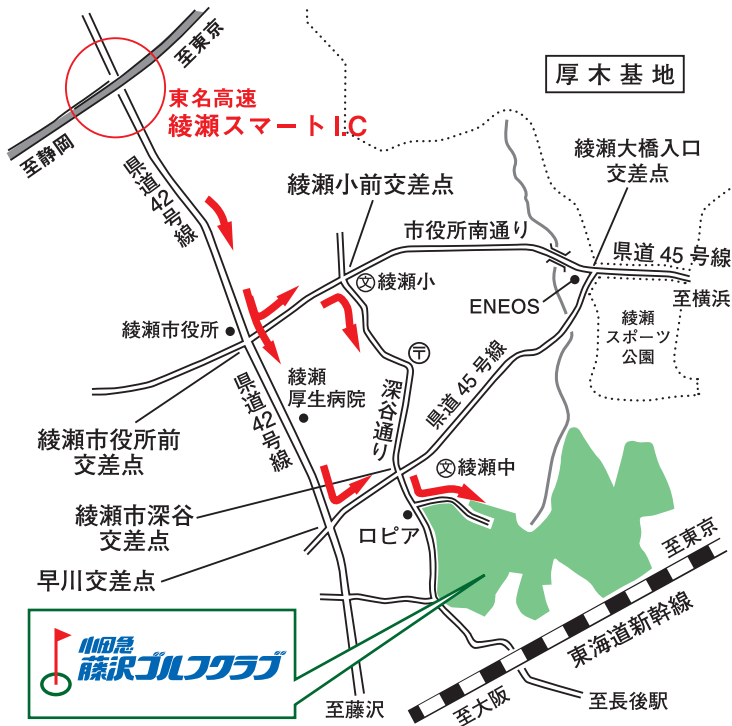 至東京
厚木基地
東名高速
綾瀬スマートI.C
至静岡
綾瀬大橋入口
交差点
県道42号線
綾瀬小前交差点
市役所南通り
県道45号線
文
綾瀬小
ENEOS
至横浜
綾瀬
スポーツ
公園
綾瀬市役所
〒
県道45号線
綾瀬
厚生病院
県道42号線
深谷通り
綾瀬市役所前
交差点
文
綾瀬中
綾瀬市深谷
交差点
ロピア
至東京
早川交差点
東海道新幹線
小田急
藤沢ゴルフクラブ
至藤沢
至大阪
至長後駅